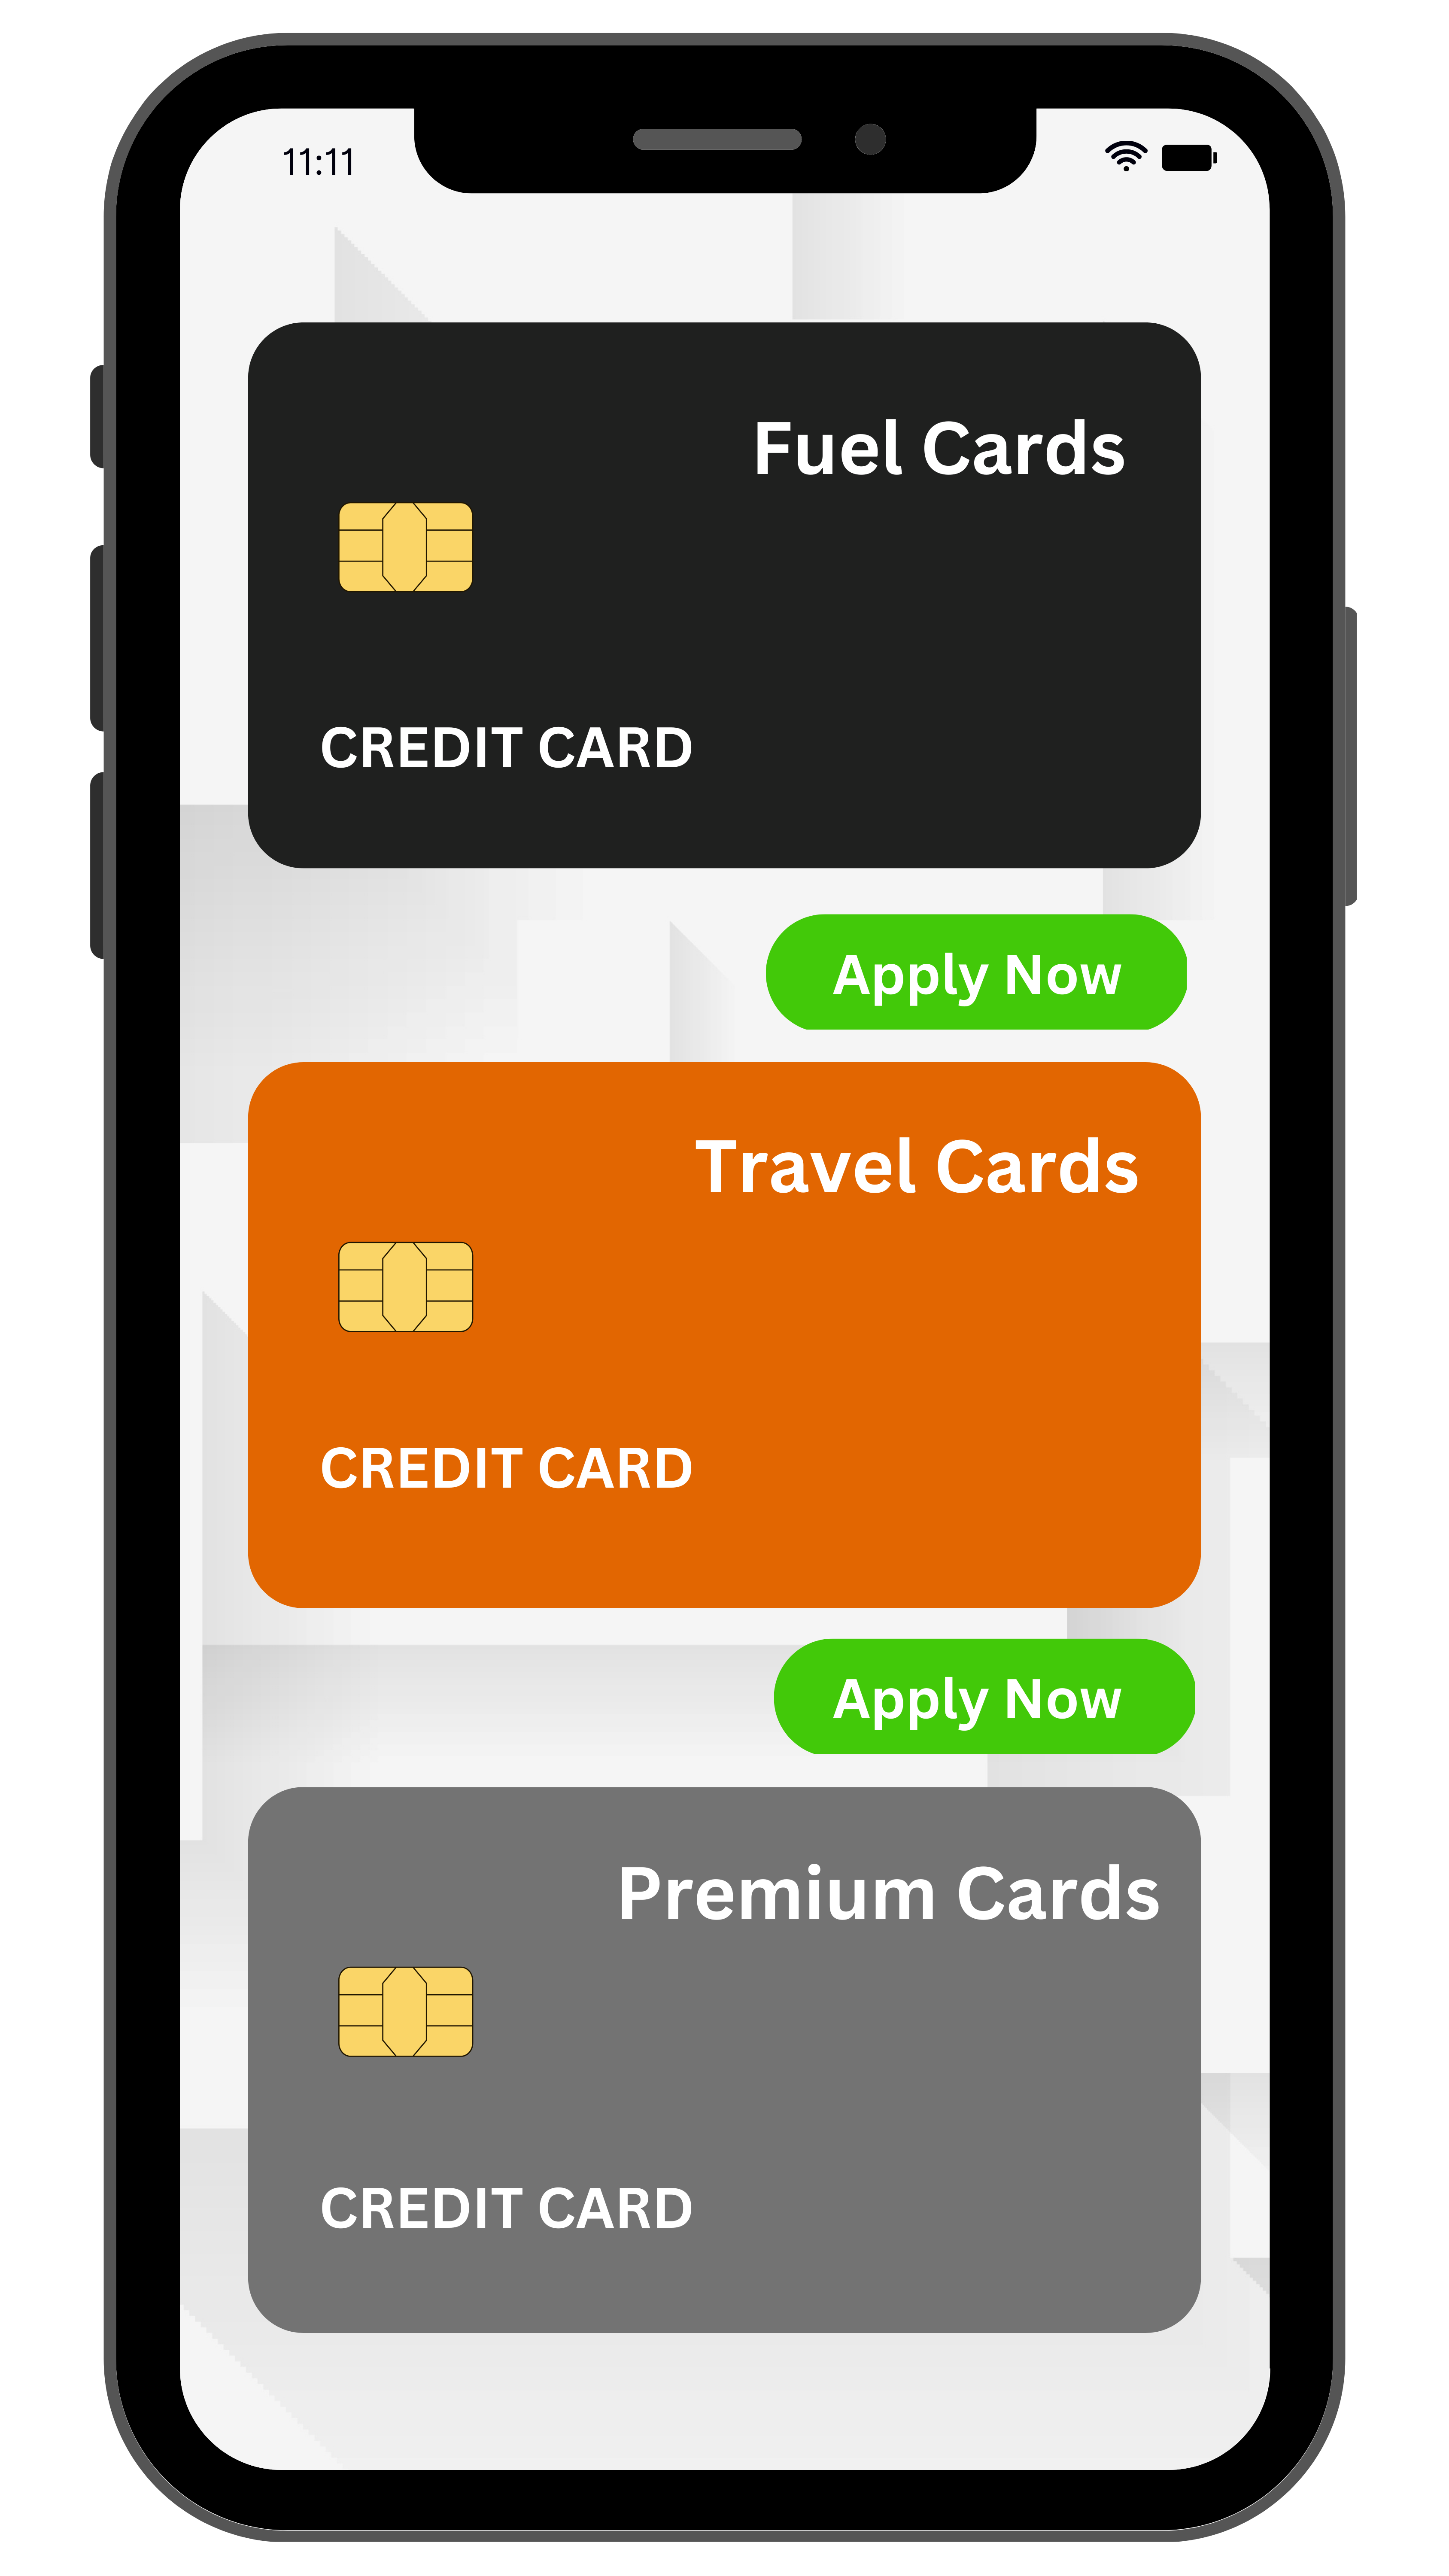 11:11
Fuel Cards
CREDIT CARD
Apply Now
Travel Cards
CREDIT CARD
Apply Now
Premium Cards
CREDIT CARD